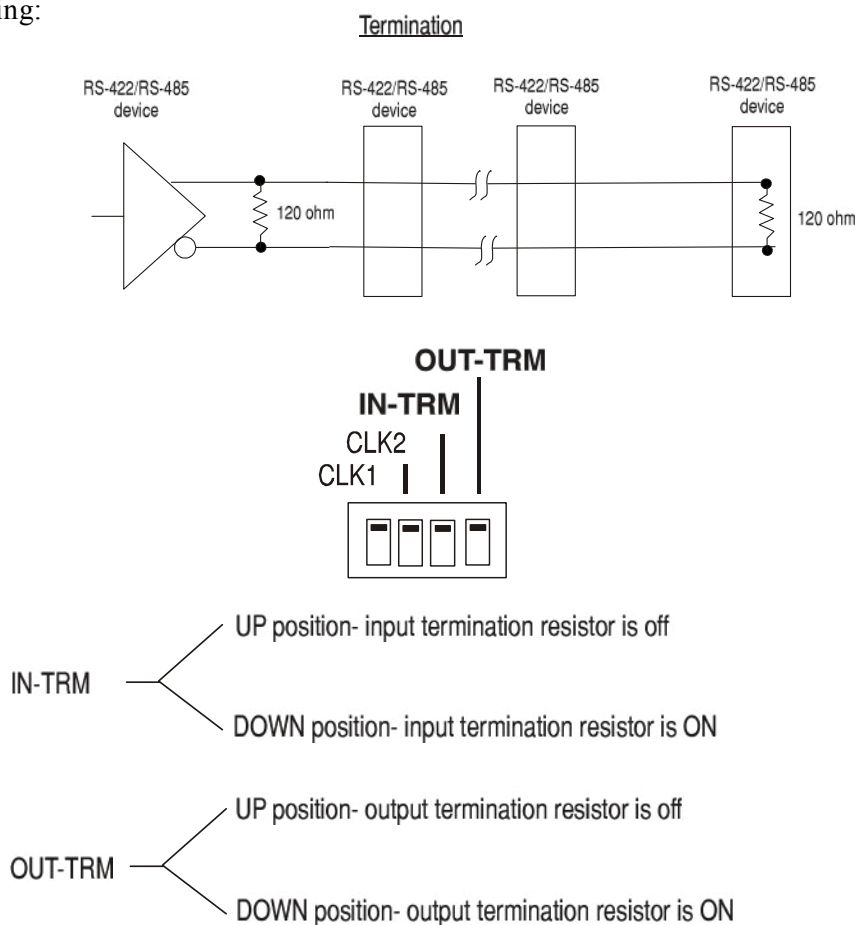 ing:
Termination
RS-422/RS-485
device
RS-422/RS-485
device
RS-422/RS-485
device
RS-422/RS-485
device
120 ohm
120 ohm
OUT-TRM
IN-TRM
CLK2
CLK1
UP position- input termination resistor is off
IN-TRM
DOWN position- input termination resistor is ON
UP position- output termination resistor is off
OUT-TRM
DOWN position- output termination resistor is ON